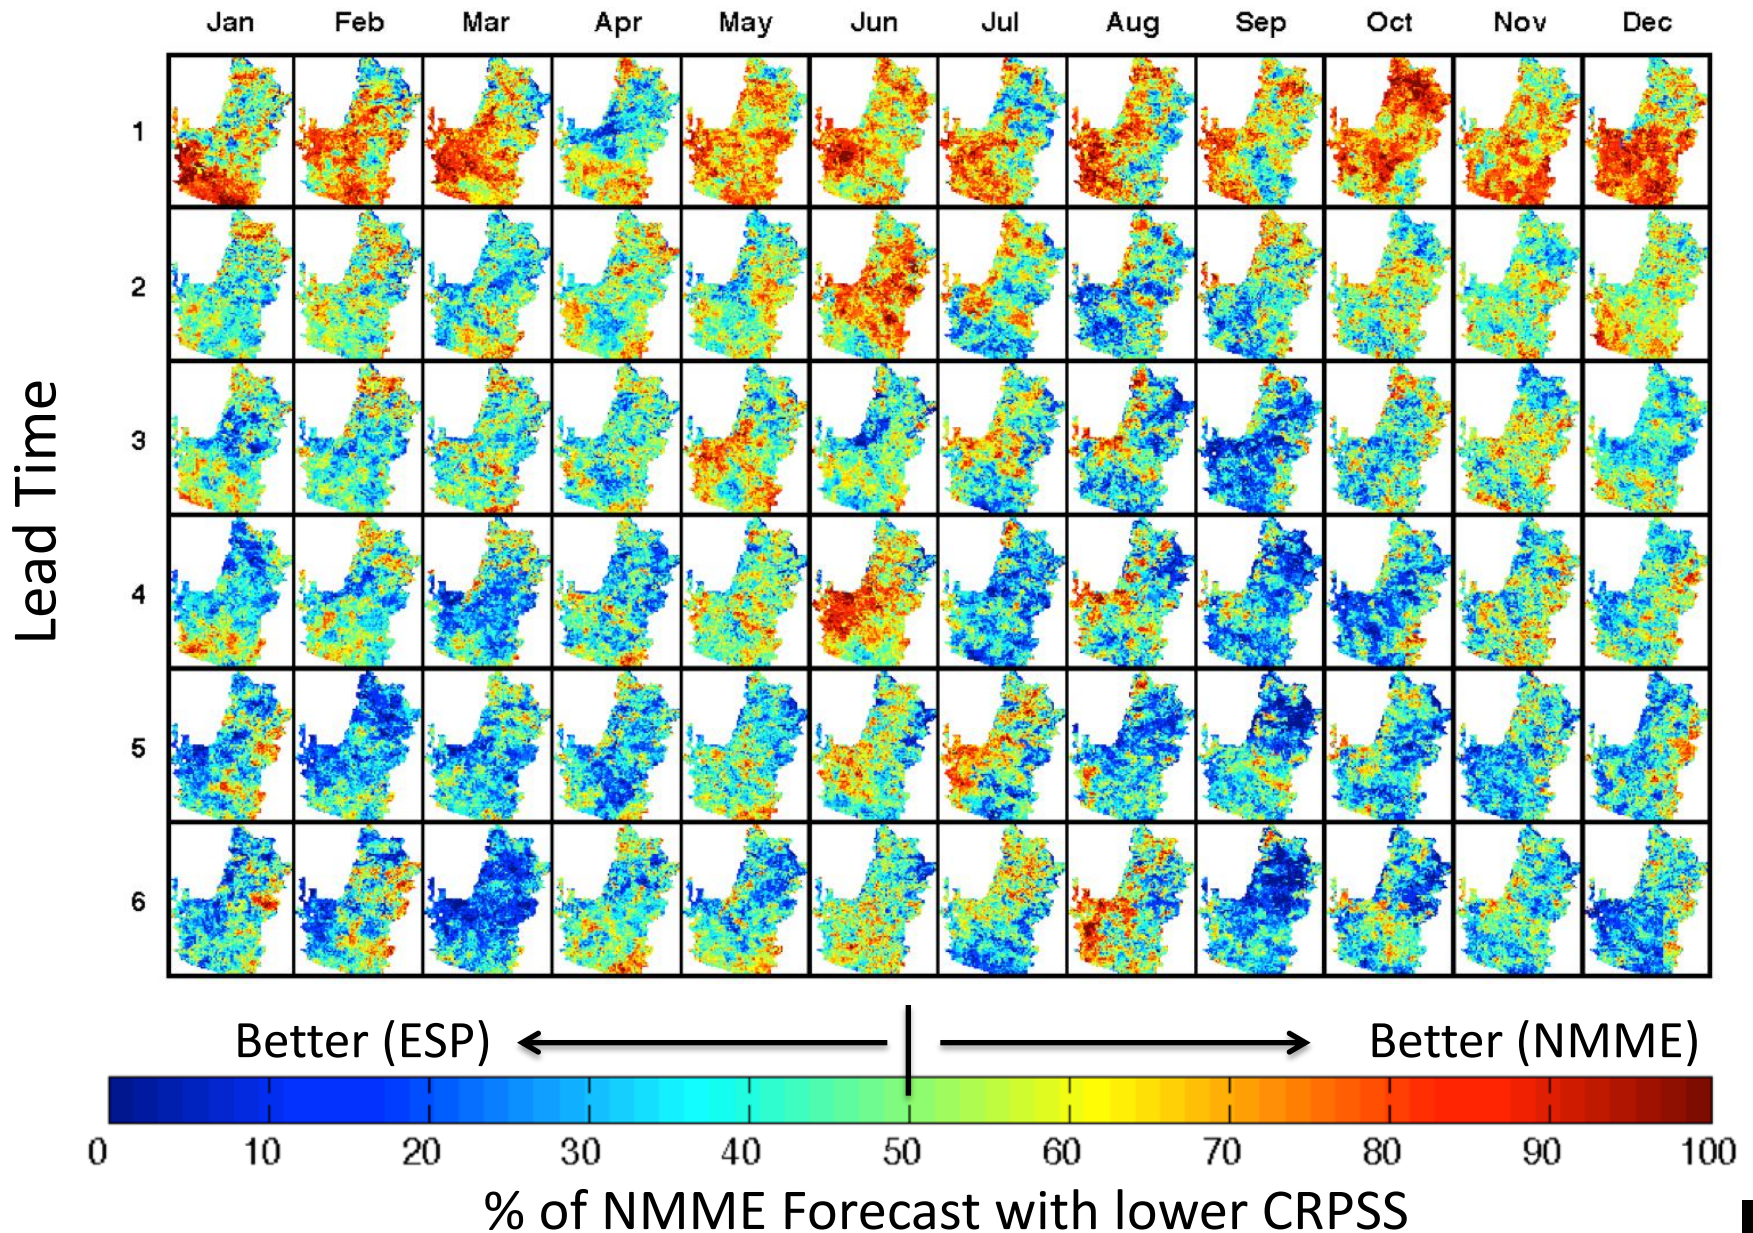 Jan Feb Mar Apr May Jun Jul Aug Sep Oct Nov Dec
1
2
3
4
5
6
Lead Time
Better (ESP) Better (NMME)
0 10 20 30 40 50 60 70 80 90 100
% of NMME Forecast with lower CRPSS